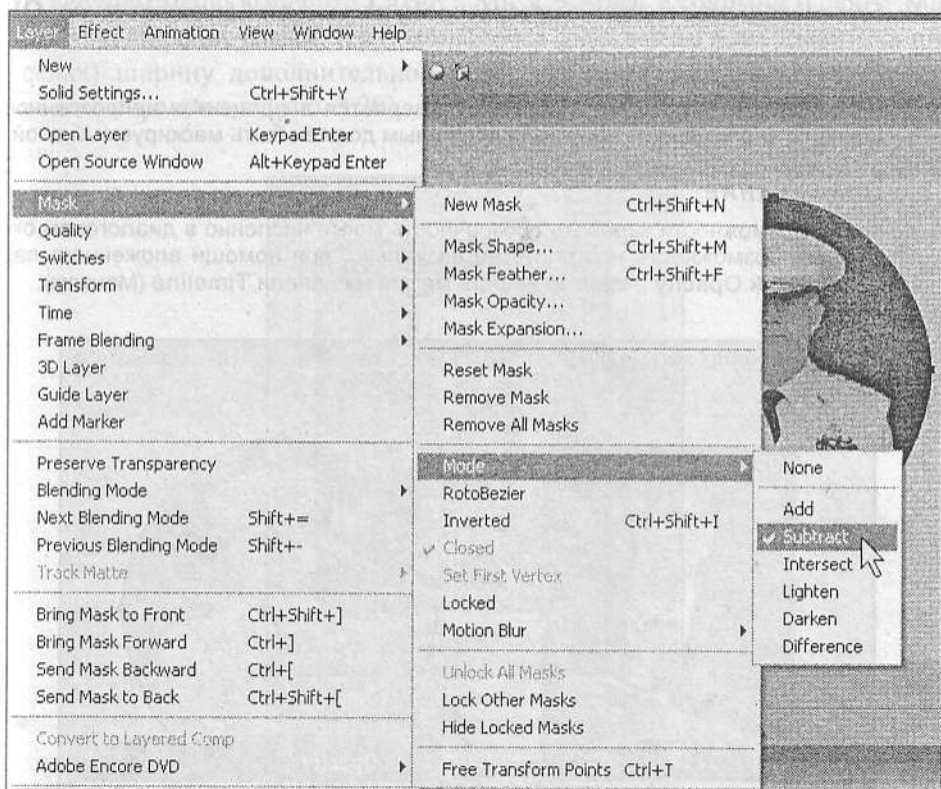 Layer Effect Animation View Window Help
New
Solid Settings... Ctrl+Shift+Y
Open Layer Keypad Enter
Open Source Window Alt+Keypad Enter
Mask
Quality
Switches
Transform
Time
Frame Blending
3D Layer
Guide Layer
Add Marker
Preserve Transparency
Blending Mode
Next Blending Mode Shift+=
Previous Blending Mode Shift+-
Track Matte
Bring Mask to Front Ctrl+Shift+]
Bring Mask Forward Ctrl+]
Send Mask Backward Ctrl+[
Send Mask to Back Ctrl+Shift+[
Convert to Layered Comp
Adobe Encore DVD
New Mask Ctrl+Shift+N
Mask Shape... Ctrl+Shift+M
Mask Feather... Ctrl+Shift+F
Mask Opacity...
Mask Expansion...
Reset Mask
Remove Mask
Remove All Masks
Mode
RotoBezier
Inverted Ctrl+Shift+I
Closed
Set First Vertex
Locked
Motion Blur
Unlock All Masks
Lock Other Masks
Hide Locked Masks
Free Transform Points Ctrl+T
None
Add
Subtract
Intersect
Lighten
Darken
Difference